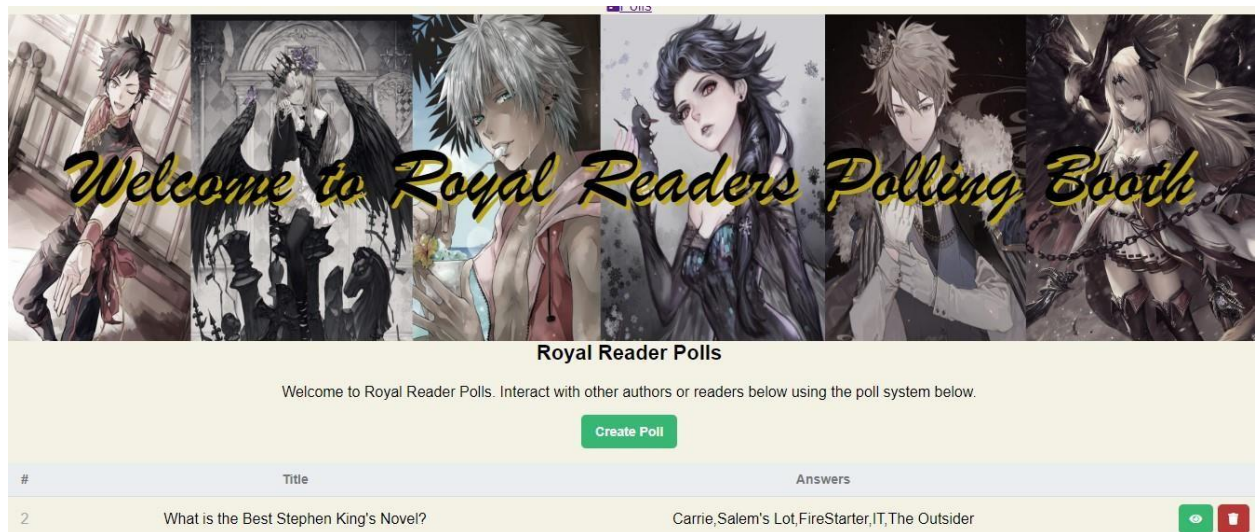 Polls
Welcome to Royal Readers Polling Booth
Royal Reader Polls
Welcome to Royal Reader Polls. Interact with other authors or readers below using the poll system below.
Create Poll
# Title Answers
2 What is the Best Stephen King's Novel? Carrie,Salem's Lot,FireStarter,IT,The Outsider